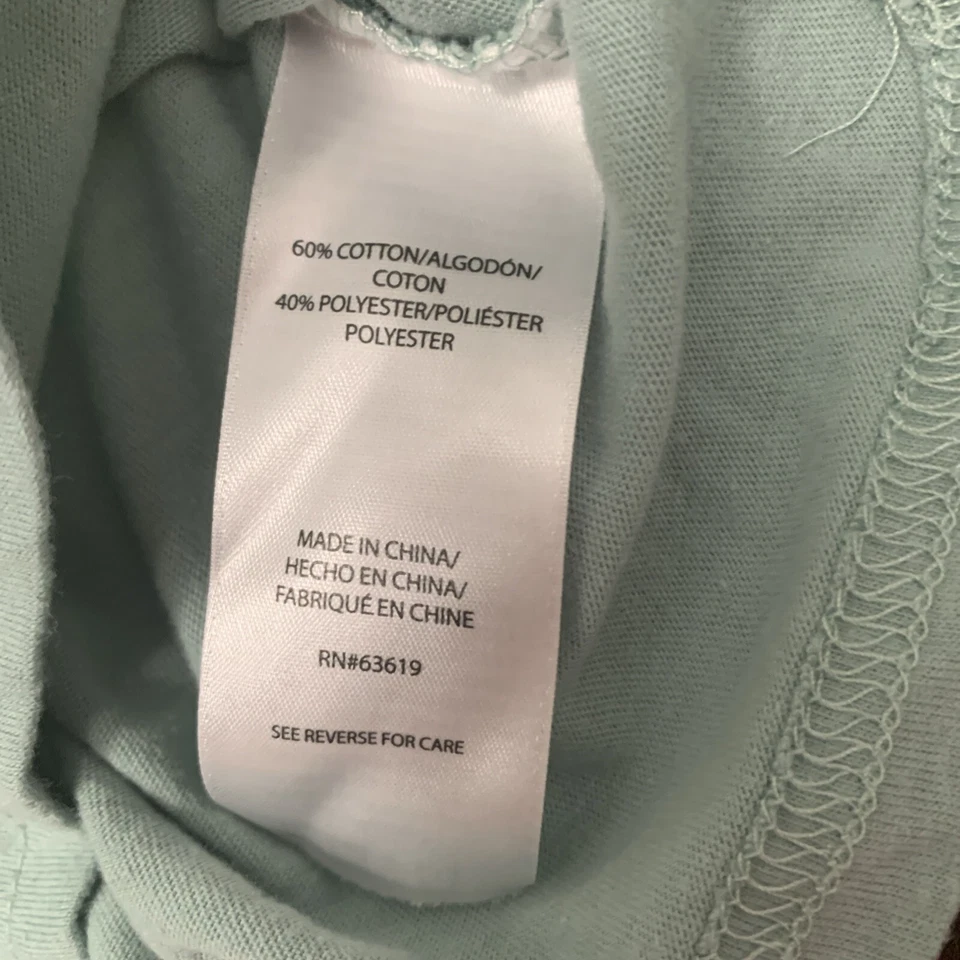 60% COTTON/ALGODÓN/
COTON
40% POLYESTER/POLIÉSTER
POLYESTER
MADE IN CHINA/
HECHO EN CHINA/
FABRIQUÉ EN CHINE
RN#63619
SEE REVERSE FOR CARE